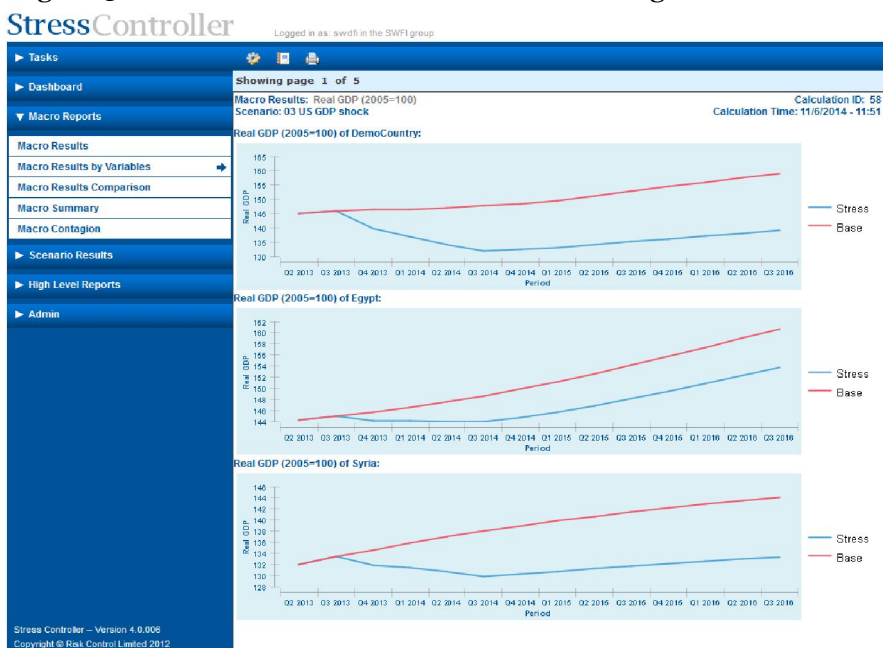 StressController
Logged in as: swdfi in the SWFI group
Tasks
Dashboard
Macro Reports
Macro Results
Macro Results by Variables
Macro Results Comparison
Macro Summary
Macro Contagion
Scenario Results
High Level Reports
Admin
Stress Controller – Version 4.0.006
Copyright © Risk Control Limited 2012
Showing page 1 of 5
Macro Results: Real GDP (2005=100)
Calculation ID: 58
Scenario: 03 US GDP shock
Calculation Time: 11/6/2014 - 11:51
Real GDP (2005=100) of DemoCountry:
165
160
155
150
145
140
135
130
Real GDP
Q2 2013 Q3 2013 Q4 2013 Q1 2014 Q2 2014 Q3 2014 Q4 2014 Q1 2015 Q2 2015 Q3 2015 Q4 2015 Q1 2016 Q2 2016 Q3 2016
Period
Stress
Base
Real GDP (2005=100) of Egypt:
162
160
158
156
154
152
150
148
146
144
Real GDP
Q2 2013 Q3 2013 Q4 2013 Q1 2014 Q2 2014 Q3 2014 Q4 2014 Q1 2015 Q2 2015 Q3 2015 Q4 2015 Q1 2016 Q2 2016 Q3 2016
Period
Stress
Base
Real GDP (2005=100) of Syria:
146
144
142
140
138
136
134
132
130
128
Real GDP
Q2 2013 Q3 2013 Q4 2013 Q1 2014 Q2 2014 Q3 2014 Q4 2014 Q1 2015 Q2 2015 Q3 2015 Q4 2015 Q1 2016 Q2 2016 Q3 2016
Period
Stress
Base